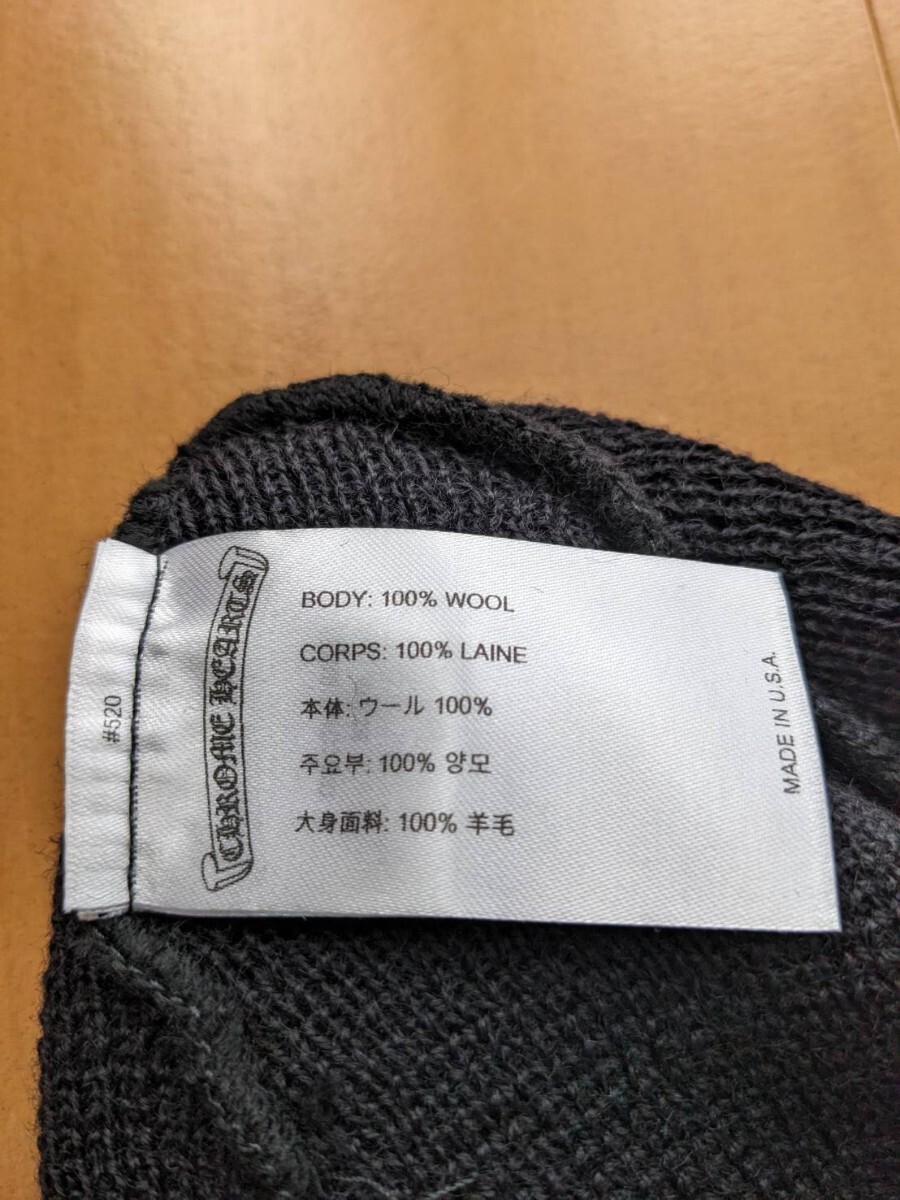 #520
CHROME HEARTS
BODY: 100% WOOL
CORPS: 100% LAINE
本体: ウール 100%
주요부: 100% 양모
大身面料: 100% 羊毛
MADE IN U.S.A.